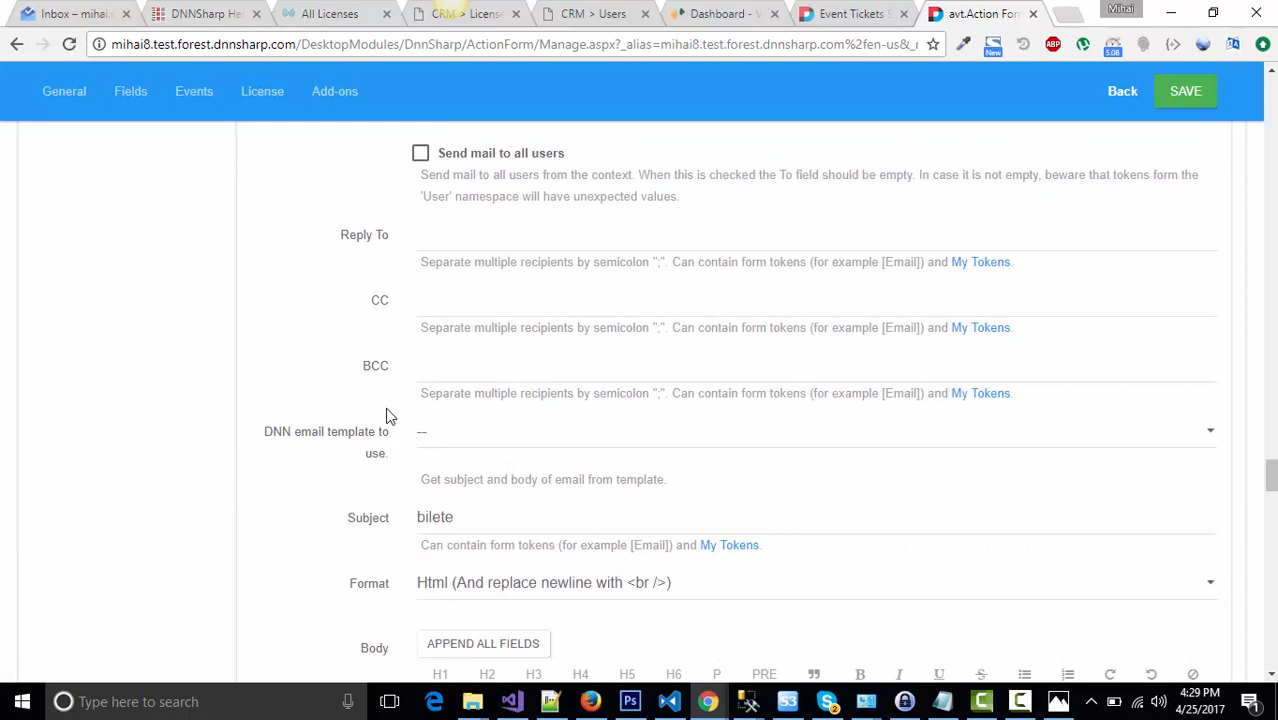 Mihai
Inbox – mihai
DNNSharp He
All Licenses
CRM > License
CRM > Users
Dashboard - V
Event Tickets S
avt.Action For
mihai8.test.forest.dnnsharp.com/DesktopModules/DnnSharp/ActionForm/Manage.aspx?_alias=mihai8.test.forest.dnnsharp.com%2fen-us&_
New
ABP
5.08
General
Fields
Events
License
Add-ons
Back
SAVE
Send mail to all users
Send mail to all users from the context. When this is checked the To field should be empty. In case it is not empty, beware that tokens form the
'User' namespace will have unexpected values.
Reply To
Separate multiple recipients by semicolon ";". Can contain form tokens (for example [Email]) and My Tokens.
CC
Separate multiple recipients by semicolon ";". Can contain form tokens (for example [Email]) and My Tokens.
BCC
Separate multiple recipients by semicolon ";". Can contain form tokens (for example [Email]) and My Tokens.
DNN email template to
use.
--
Get subject and body of email from template.
Subject
bilete
Can contain form tokens (for example [Email]) and My Tokens.
Format
Html (And replace newline with <br />)
Body
APPEND ALL FIELDS
H1 H2 H3 H4 H5 H6 P PRE B I U S
Type here to search
4:29 PM
4/25/2017